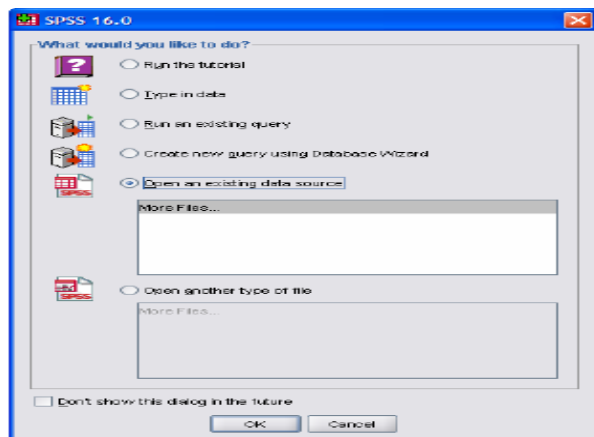 SPSS 16.0
What would you like to do?
Run the tutorial
Type in data
Run an existing query
Create new query using Database Wizard
Open an existing data source
More Files...
SPSS
Open another type of file
More Files...
SPSS
Don't show this dialog in the future
OK
Cancel